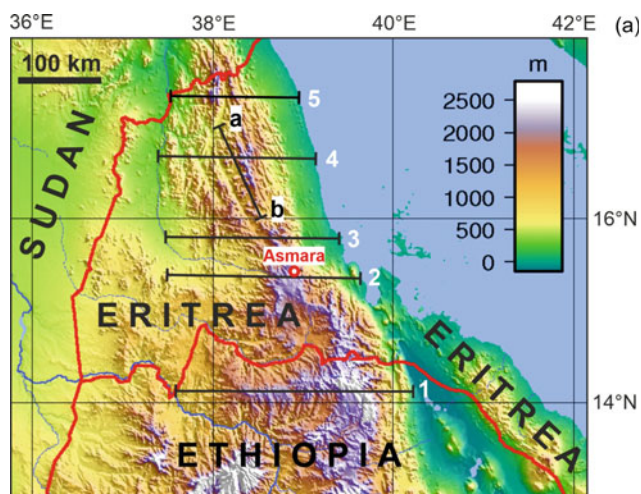 36°E 38°E 40°E 42°E (a)
100 km
m
2500
2000
1500
1000
500
0
SUDAN
5
a
4
b
16°N
3
Asmara
2
ERITREA
ERITREA
1
14°N
ETHIOPIA